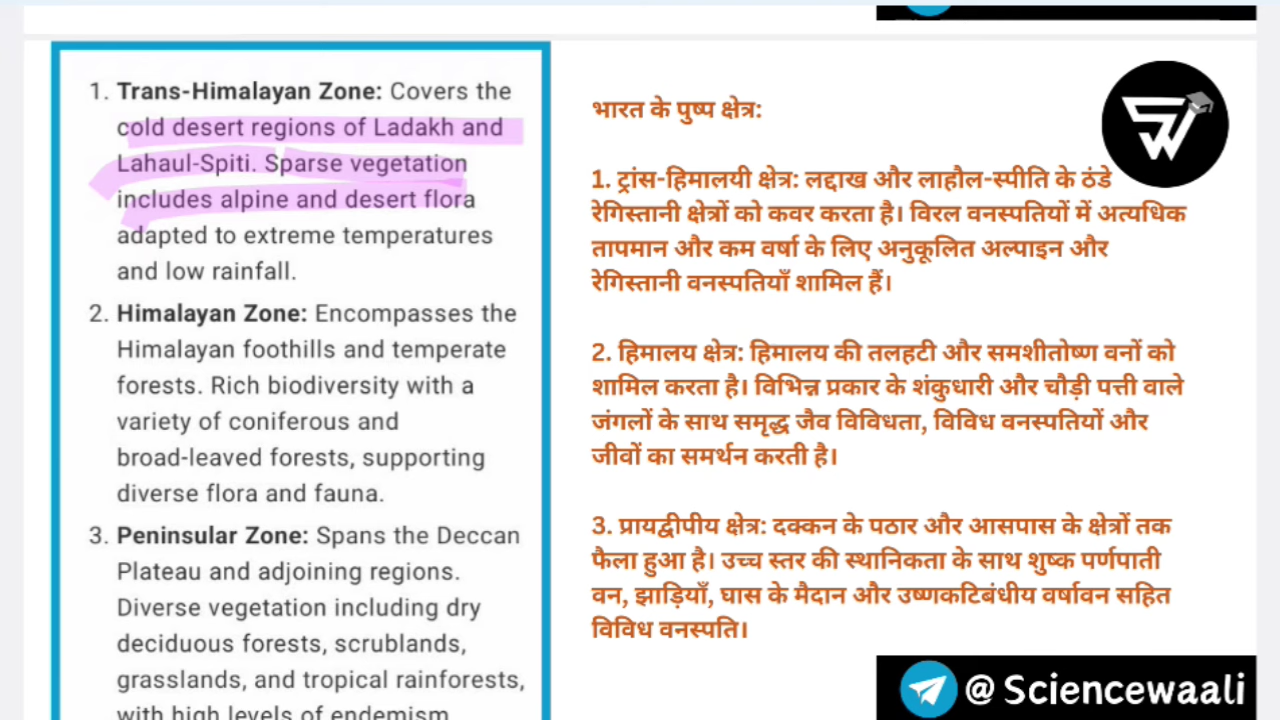 1. Trans-Himalayan Zone: Covers the
cold desert regions of Ladakh and
Lahaul-Spiti. Sparse vegetation
includes alpine and desert flora
adapted to extreme temperatures
and low rainfall.
2. Himalayan Zone: Encompasses the
Himalayan foothills and temperate
forests. Rich biodiversity with a
variety of coniferous and
broad-leaved forests, supporting
diverse flora and fauna.
3. Peninsular Zone: Spans the Deccan
Plateau and adjoining regions.
Diverse vegetation including dry
deciduous forests, scrublands,
grasslands, and tropical rainforests,
with high levels of endemism
भारत के पुष्प क्षेत्र:
1. ट्रांस-हिमालयी क्षेत्र: लद्दाख और लाहौल-स्पीति के ठंडे
रेगिस्तानी क्षेत्रों को कवर करता है। विरल वनस्पतियों में अत्यधिक
तापमान और कम वर्षा के लिए अनुकूलित अल्पाइन और
रेगिस्तानी वनस्पतियाँ शामिल हैं।
2. हिमालय क्षेत्र: हिमालय की तलहटी और समशीतोष्ण वनों को
शामिल करता है। विभिन्न प्रकार के शंकुधारी और चौड़ी पत्ती वाले
जंगलों के साथ समृद्ध जैव विविधता, विविध वनस्पतियों और
जीवों का समर्थन करती है।
3. प्रायद्वीपीय क्षेत्र: दक्कन के पठार और आसपास के क्षेत्रों तक
फैला हुआ है। उच्च स्तर की स्थानिकता के साथ शुष्क पर्णपाती
वन, झाड़ियाँ, घास के मैदान और उष्णकटिबंधीय वर्षावन सहित
विविध वनस्पति।
SW
@ Sciencewaali